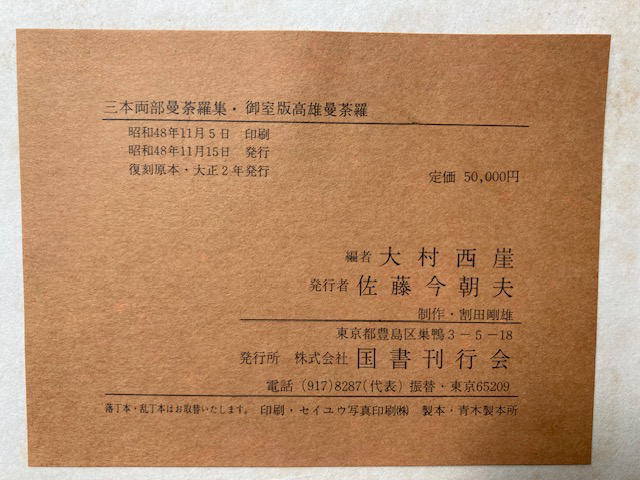 三本両部曼荼羅集・御室版高雄曼荼羅
昭和48年11月5日 印刷
昭和48年11月15日 発行
復刻原本・大正2年発行
定価 50,000円
編者 大村西崖
発行者 佐藤今朝夫
制作・割田剛雄
東京都豊島区巣鴨3-5-18
発行所 株式会社 国書刊行会
電話(917)8287(代表)振替・東京65209
落丁本・乱丁本はお取替いたします。 印刷・セイユウ写真印刷㈱ 製本・青木製本所